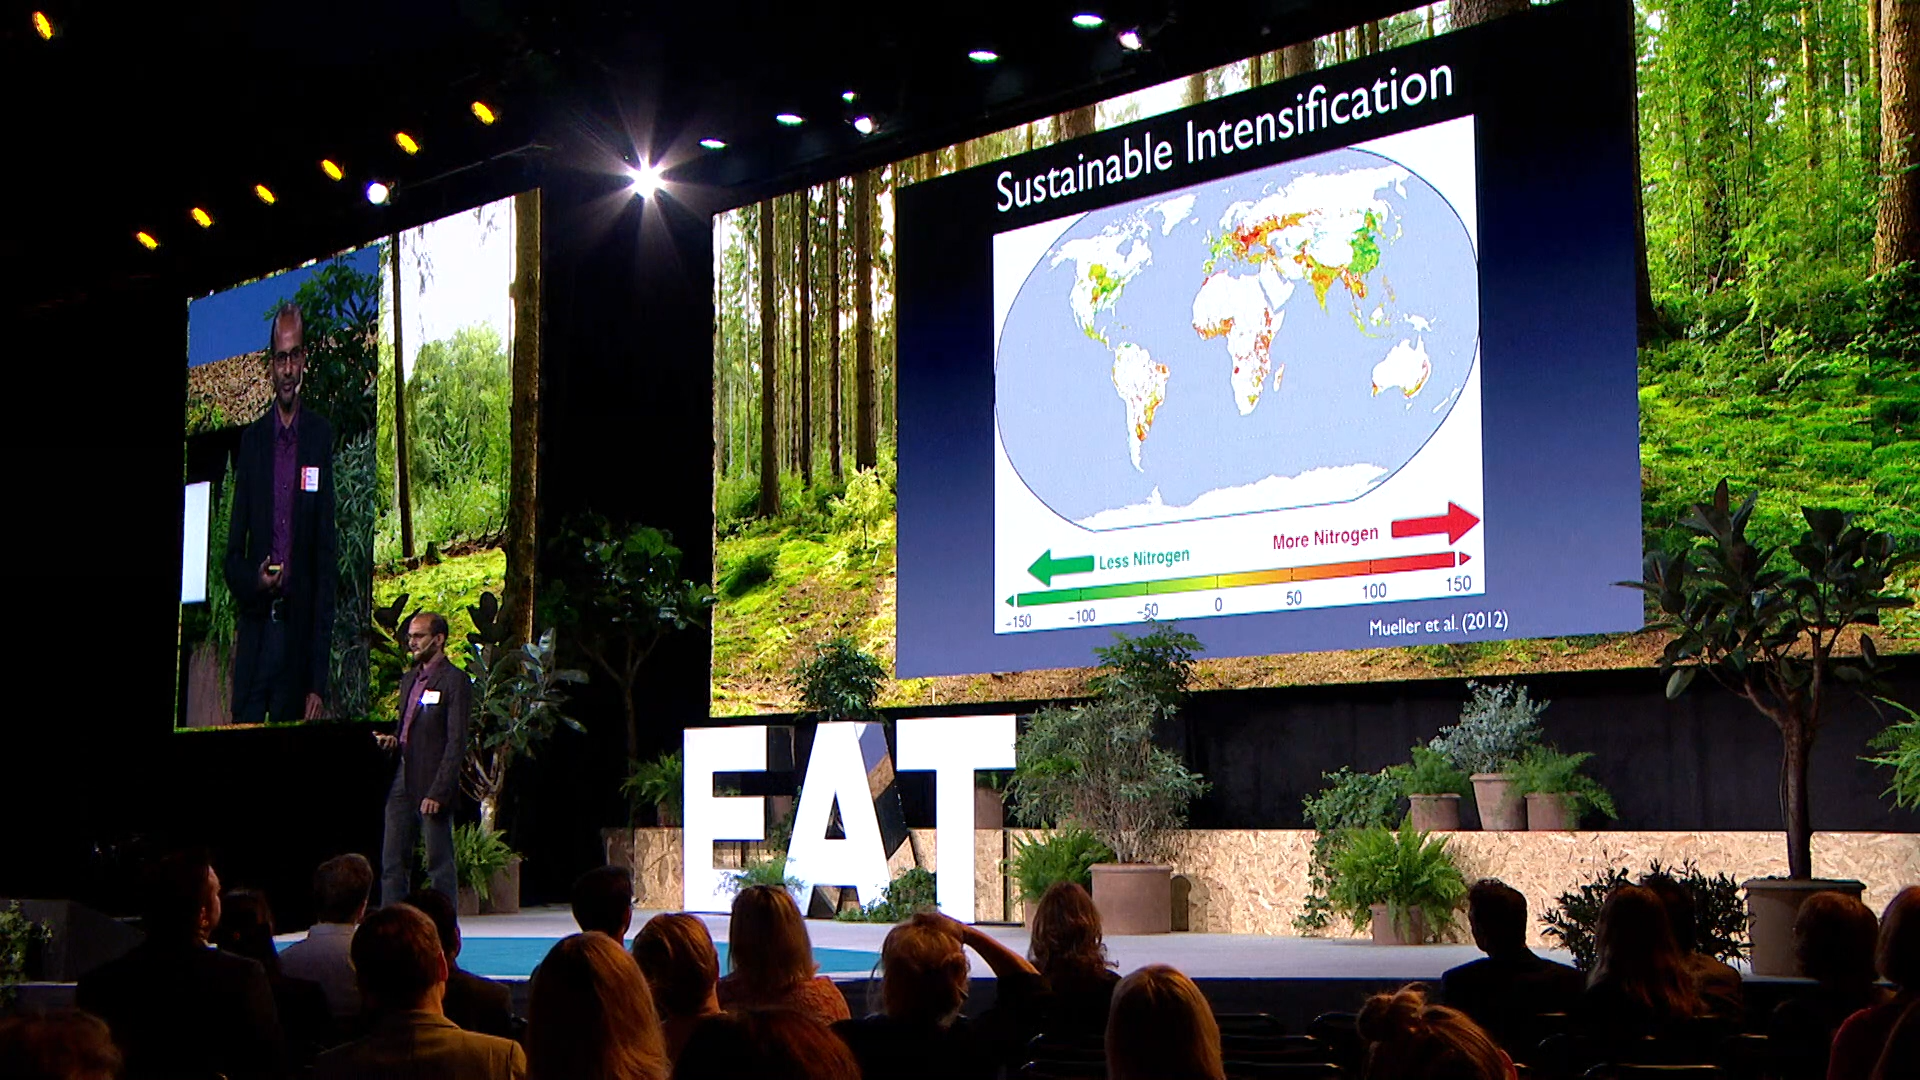 Sustainable Intensification
Less Nitrogen
More Nitrogen
-150 -100 -50 0 50 100 150
Mueller et al. (2012)
EAT